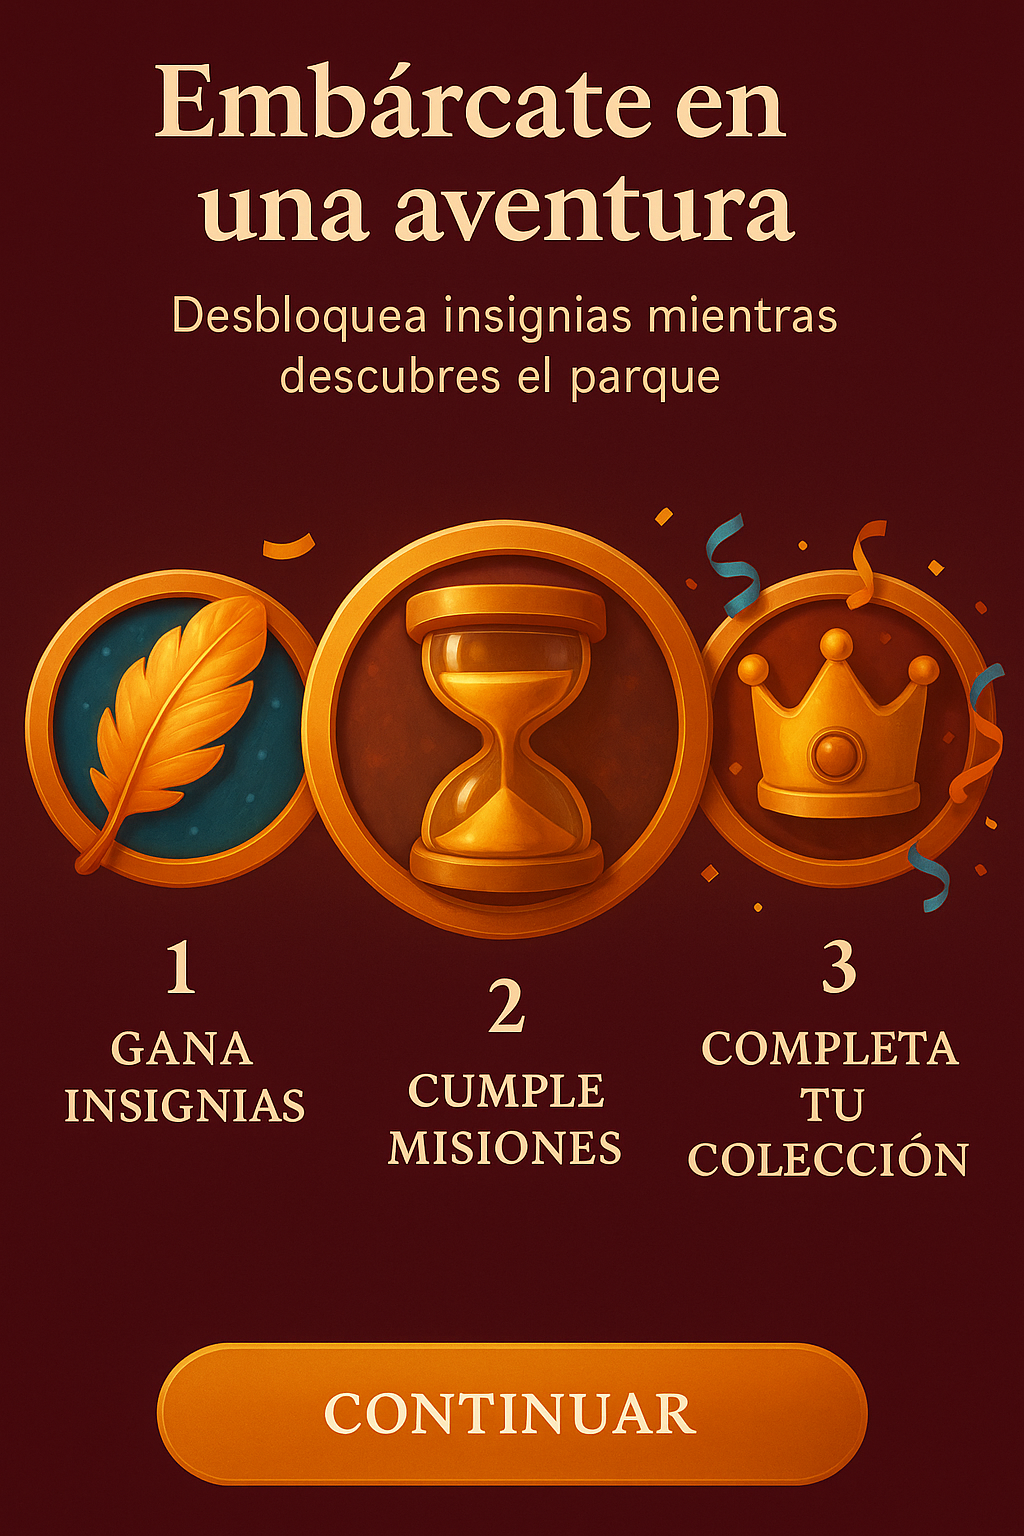 Embárcate en
una aventura
Desbloquea insignias mientras
descubres el parque
1
GANA
INSIGNIAS
2
CUMPLE
MISIONES
3
COMPLETA
TU
COLECCIÓN
CONTINUAR